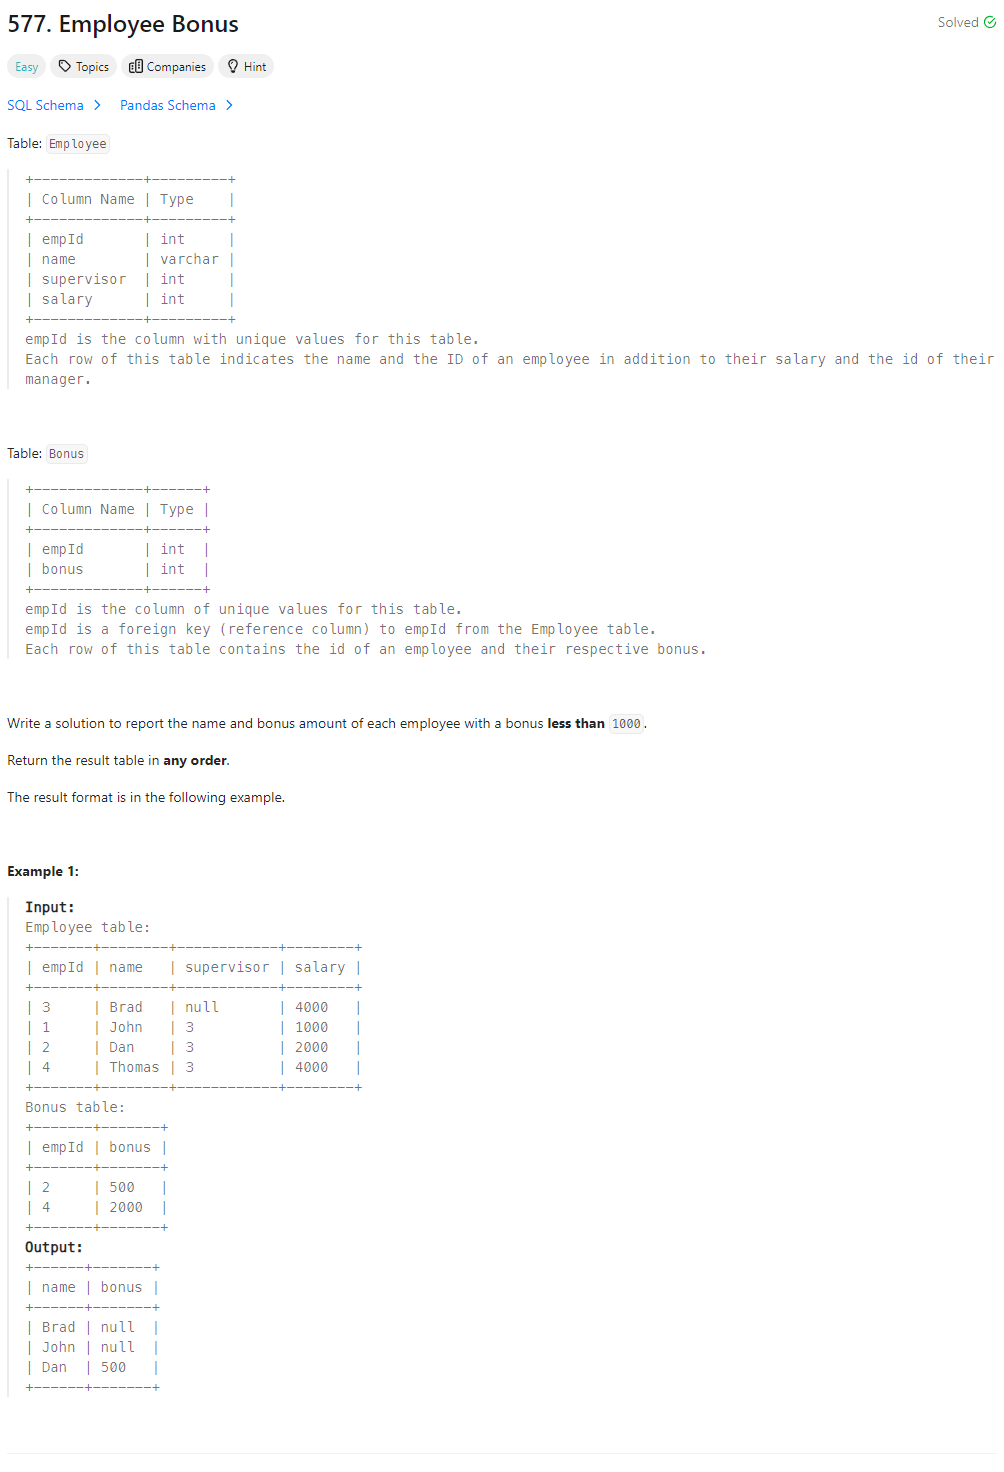 577. Employee Bonus
Solved
Easy
Topics
Companies
Hint
SQL Schema
Pandas Schema
Table: Employee
+-------------+---------+
| Column Name | Type    |
+-------------+---------+
| empId       | int     |
| name        | varchar |
| supervisor  | int     |
| salary      | int     |
+-------------+---------+
empId is the column with unique values for this table.
Each row of this table indicates the name and the ID of an employee in addition to their salary and the id of their
manager.
Table: Bonus
+-------------+------+
| Column Name | Type |
+-------------+------+
| empId       | int  |
| bonus       | int  |
+-------------+------+
empId is the column of unique values for this table.
empId is a foreign key (reference column) to empId from the Employee table.
Each row of this table contains the id of an employee and their respective bonus.
Write a solution to report the name and bonus amount of each employee with a bonus less than 1000.
Return the result table in any order.
The result format is in the following example.
Example 1:
Input:
Employee table:
+-------+--------+------------+--------+
| empId | name   | supervisor | salary |
+-------+--------+------------+--------+
| 3     | Brad   | null       | 4000   |
| 1     | John   | 3          | 1000   |
| 2     | Dan    | 3          | 2000   |
| 4     | Thomas | 3          | 4000   |
+-------+--------+------------+--------+
Bonus table:
+-------+-------+
| empId | bonus |
+-------+-------+
| 2     | 500   |
| 4     | 2000  |
+-------+-------+
Output:
+------+-------+
| name | bonus |
+------+-------+
| Brad | null  |
| John | null  |
| Dan  | 500   |
+------+-------+